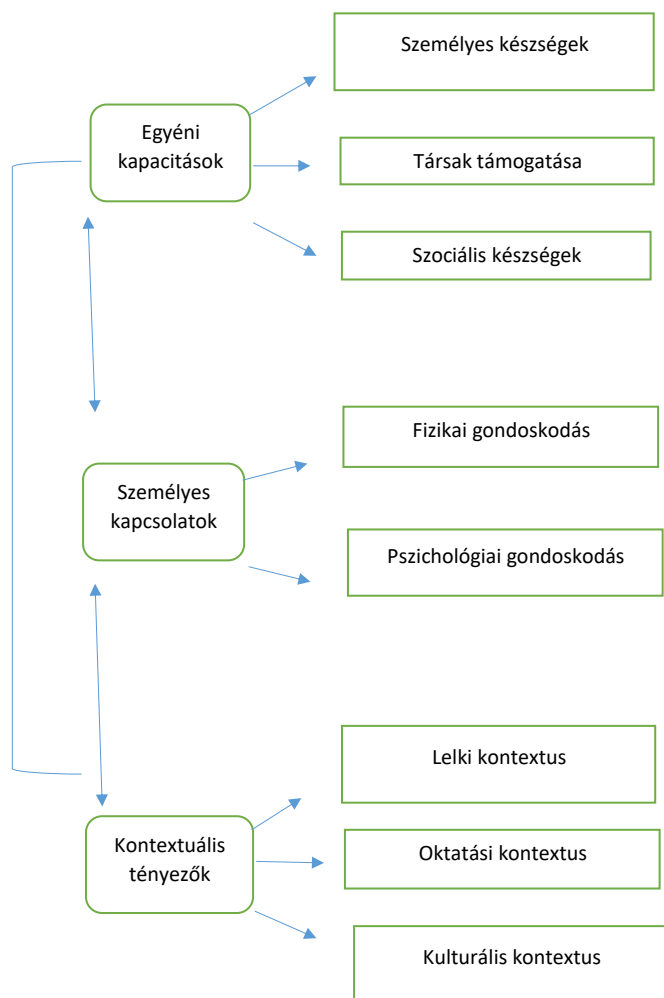 Személyes készségek
Egyéni
kapacitások
Társak támogatása
Szociális készségek
Fizikai gondoskodás
Személyes
kapcsolatok
Pszichológiai gondoskodás
Lelki kontextus
Kontextuális
tényezők
Oktatási kontextus
Kulturális kontextus